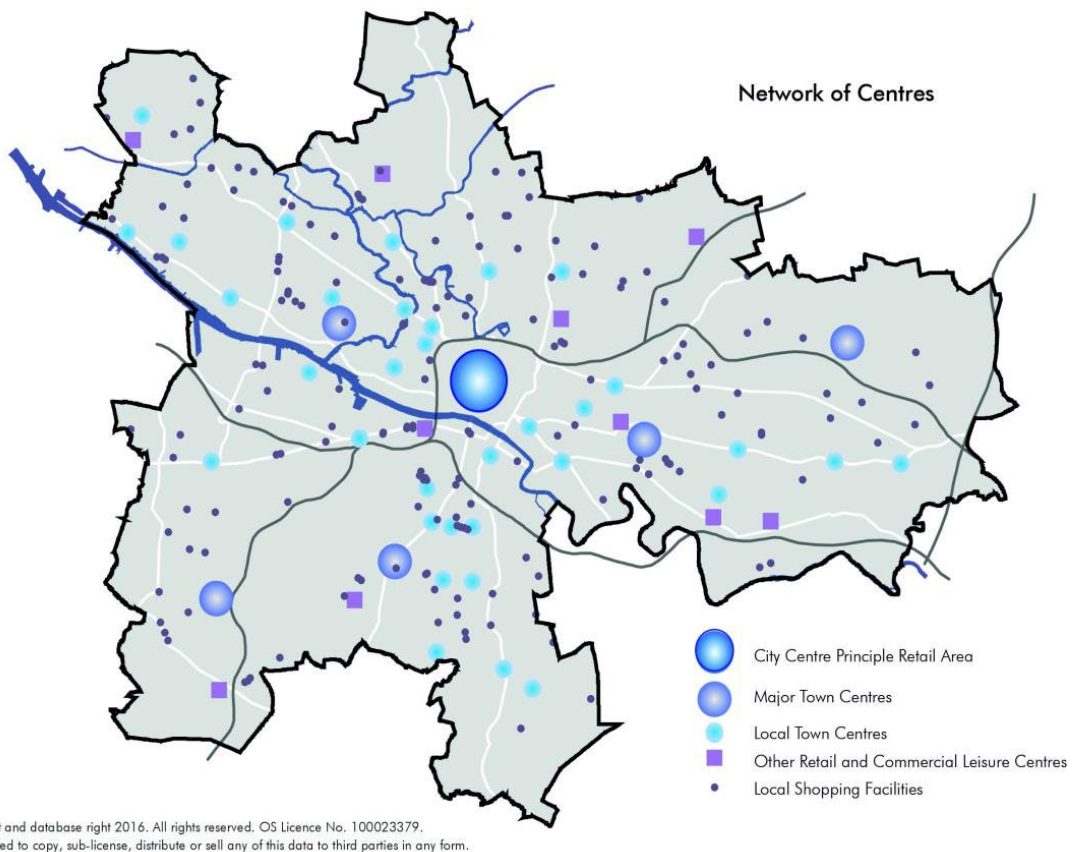 Network of Centres
City Centre Principle Retail Area
Major Town Centres
Local Town Centres
Other Retail and Commercial Leisure Centres
Local Shopping Facilities
and database right 2016. All rights reserved. OS Licence No. 100023379.
to copy, sub-license, distribute or sell any of this data to third parties in any form.